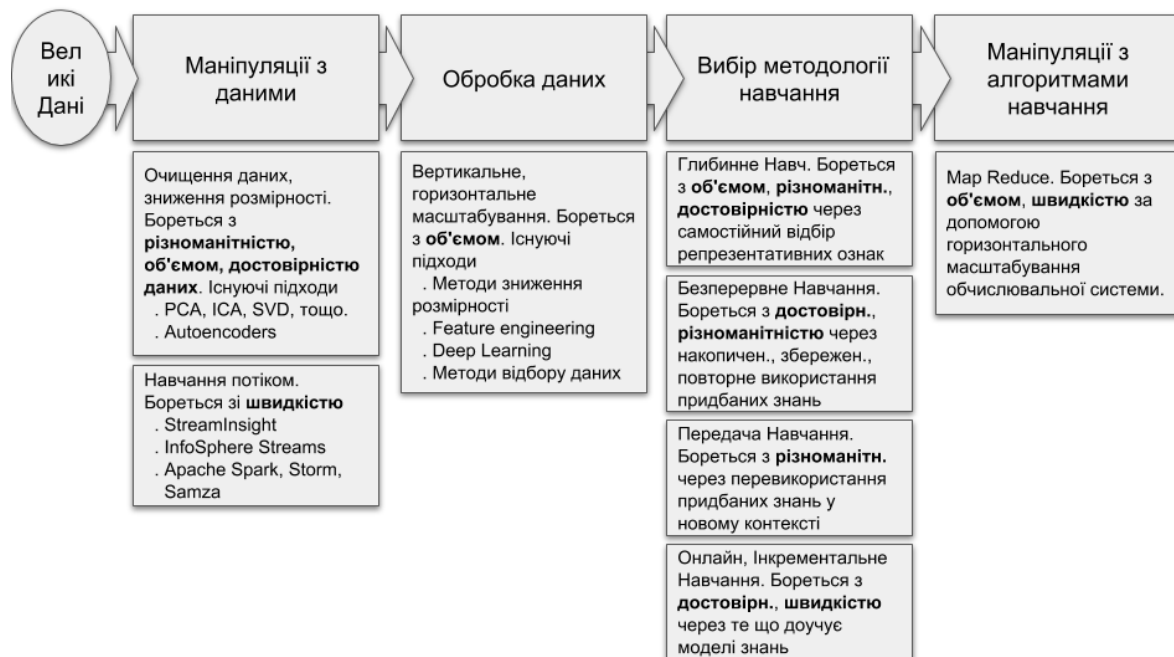 Вел
икі
Дані
Маніпуляції з
даними
Обробка даних
Вибір методології
навчання
Маніпуляції з
алгоритмами
навчання
Очищення даних,
зниження розмірності.
Бореться з
різноманітністю,
об'ємом, достовірністю
даних. Існуючі підходи
. PCA, ICA, SVD, тощо.
. Autoencoders
Навчання потіком.
Бореться зі швидкістю
. StreamInsight
. InfoSphere Streams
. Apache Spark, Storm,
Samza
Вертикальне,
горизонтальне
масштабування. Бореться
з об'ємом. Існуючі
підходи
. Методи зниження
розмірності
. Feature engineering
. Deep Learning
. Методи відбору даних
Глибинне Навч. Бореться
з об'ємом, різноманітн.,
достовірністю через
самостійний відбір
репрезентативних ознак
Безперервне Навчання.
Бореться з достовірн.,
різноманітністю через
накопичен., збережен.,
повторне використання
придбаних знань
Передача Навчання.
Бореться з різноманітн.
через перевикористання
придбаних знань у
новому контексті
Онлайн, Інкрементальне
Навчання. Бореться з
достовірн., швидкістю
через те що доучує
моделі знань
Map Reduce. Бореться з
об'ємом, швидкістю за
допомогою
горизонтального
масштабування
обчислювальної системи.